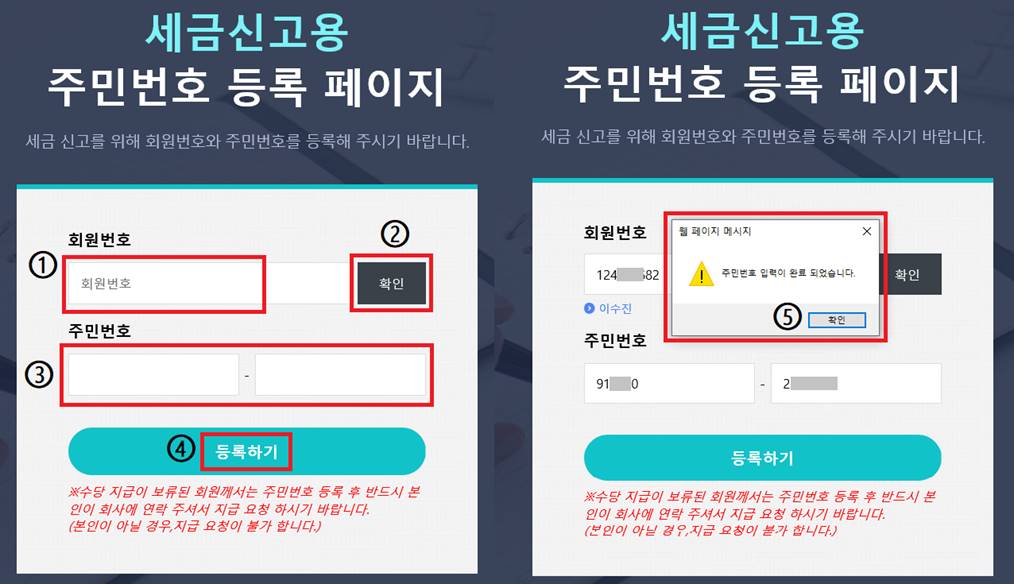 세금신고용
주민번호 등록 페이지
세금 신고를 위해 회원번호와 주민번호를 등록해 주시기 바랍니다.
회원번호
①
회원번호
②
확인
주민번호
③
-
④
등록하기
※수당 지급이 보류된 회원께서는 주민번호 등록 후 반드시 본
인이 회사에 연락 주셔서 지급 요청 하시기 바랍니다.
(본인이 아닐 경우,지급 요청이 불가 합니다.)
세금신고용
주민번호 등록 페이지
세금 신고를 위해 회원번호와 주민번호를 등록해 주시기 바랍니다.
회원번호
124 682
확인
이수진
웹 페이지 메시지
주민번호 입력이 완료 되었습니다.
⑤
확인
주민번호
91 0 - 2
등록하기
※수당 지급이 보류된 회원께서는 주민번호 등록 후 반드시 본
인이 회사에 연락 주셔서 지급 요청 하시기 바랍니다.
(본인이 아닐 경우,지급 요청이 불가 합니다.)